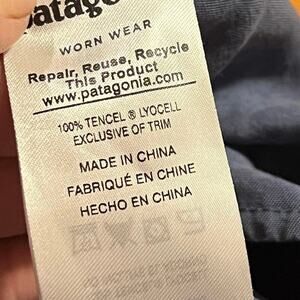 patagonia
WORN WEAR
Repair, Reuse, Recycle
This Product
www.patagonia.com
100% TENCEL ® LYOCELL
EXCLUSIVE OF TRIM
MADE IN CHINA
FABRIQUÉ EN CHINE
HECHO EN CHINA